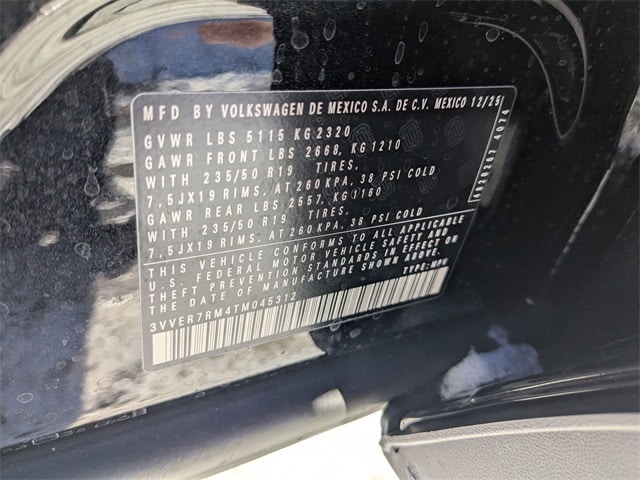 MFD BY VOLKSWAGEN DE MEXICO S.A. DE C.V. MEXICO 12/25
GVWR LBS 5115 KG 2320
GAWR FRONT LBS 2668, KG 1210
WITH 235/50 R19 TIRES,
7,5JX19 RIMS, AT 260 KPA, 38 PSI COLD
GAWR REAR LBS. 2557, KG 1160
WITH 235/50 R19 TIRES,
7,5JX19 RIMS, AT 260 KPA, 38 PSI COLD
THIS VEHICLE CONFORMS TO ALL APPLICABLE
U.S. FEDERAL MOTOR VEHICLE SAFETY AND
THEFT PREVENTION STANDARDS IN EFFECT ON
THE DATE OF MANUFACTURE SHOWN ABOVE.
3VVER7RM4TM045312 TYPE: MPV
4024